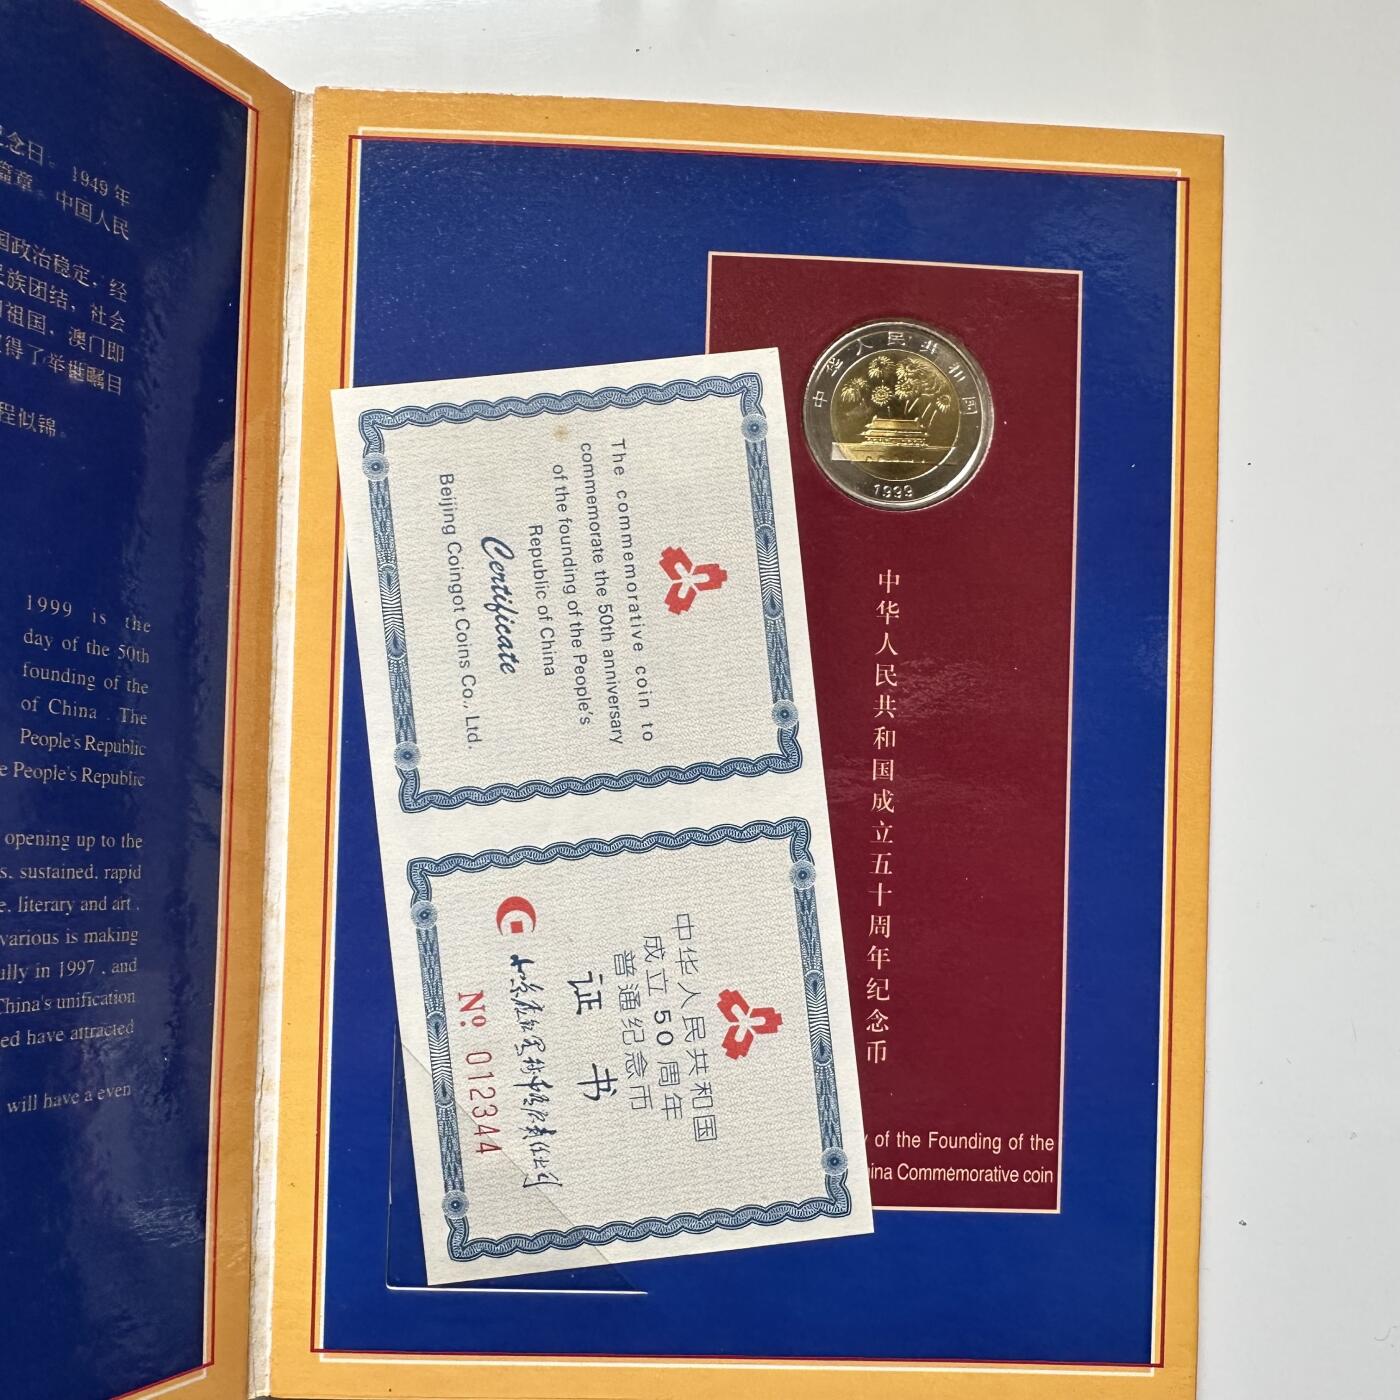 念日。1949年
篇章。中国人民
国政治稳定，经
民族团结，社会
祖国，澳门即
得了举世瞩目
程似锦。
1999 is the
day of the 50th
founding of the
of China . The
People's Republic
e People's Republic
opening up to the
s, sustained, rapid
e, literary and art .
various is making
ully in 1997 , and
China's unification
ed have attracted
will have a even
中华人民共和国
1999
中华人民共和国成立五十周年纪念币
y of the Founding of the
ina Commemorative coin
The commemorative coin to
commemorate the 50th anniversary
of the founding of the People's
Republic of China
Certificate
Beijing Coingot Coins Co., Ltd.
中华人民共和国
成立50周年
普通纪念币
证书
Nº 012344